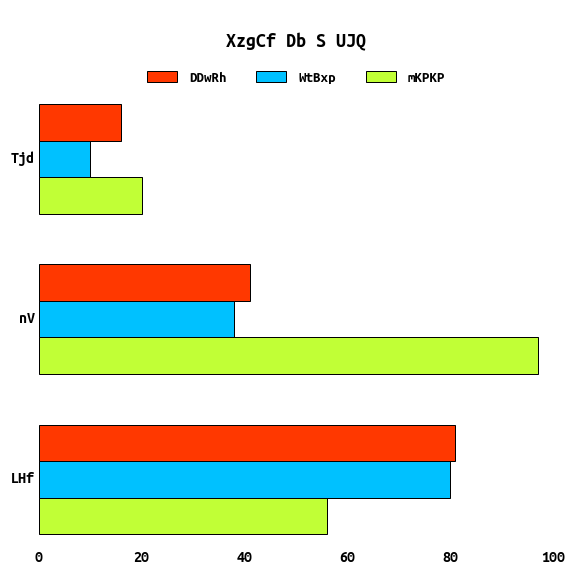 XzgCf Db S UJQ
DDwRh WtBxp mKPKP
Tjd
nV
LHf
0 20 40 60 80 100